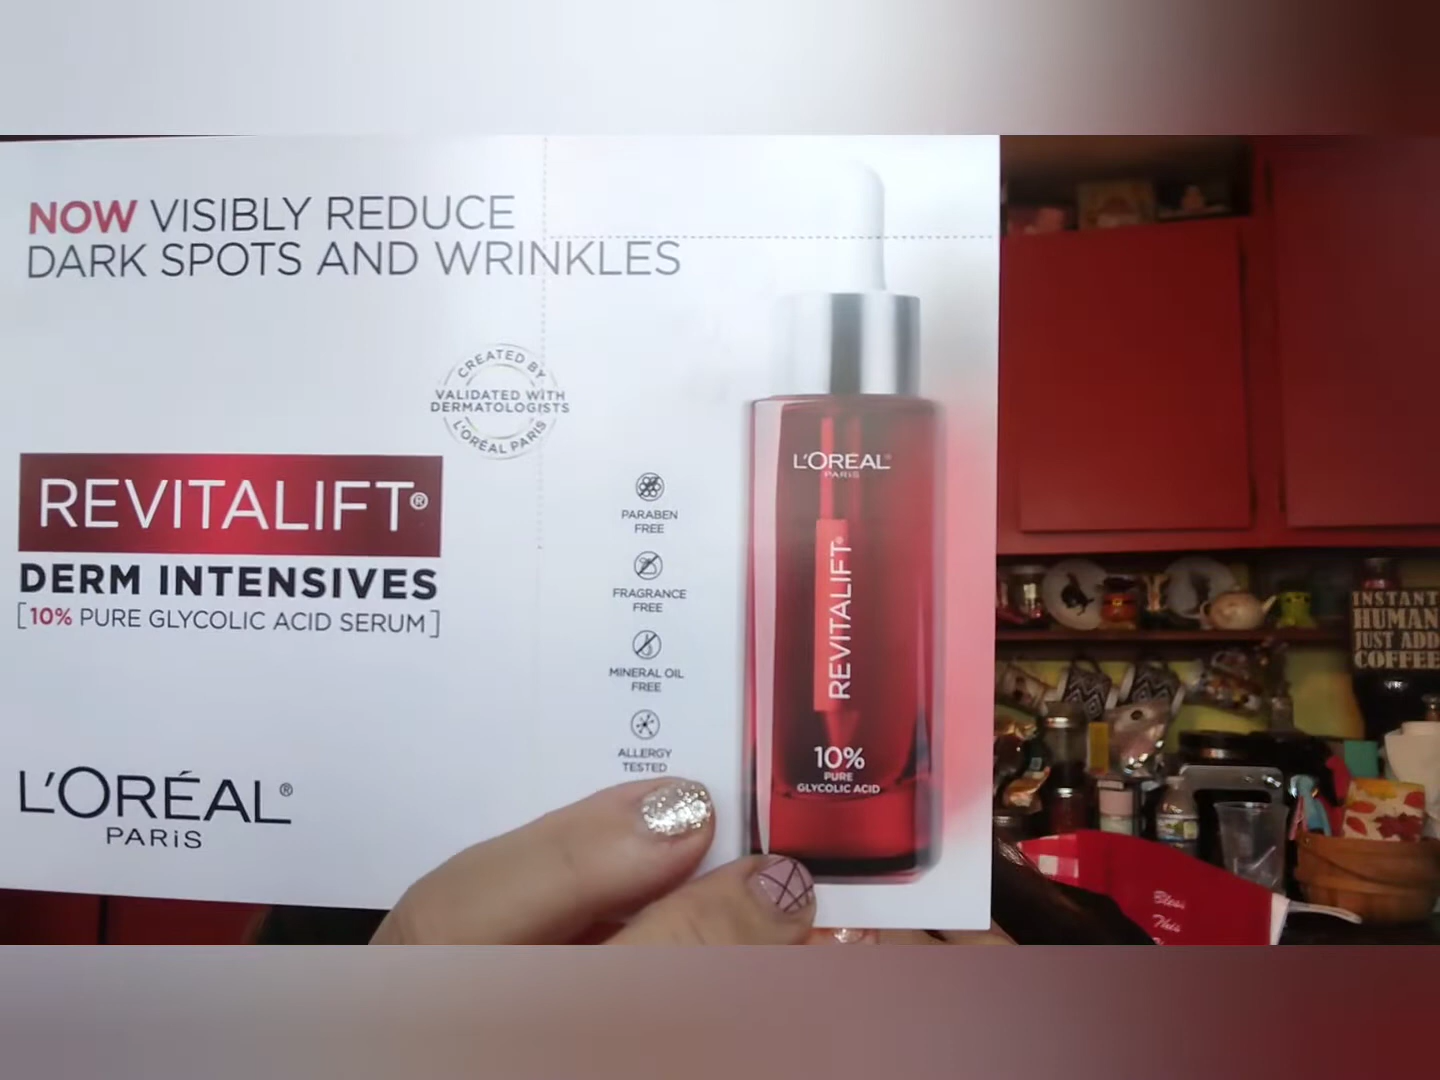 NOW VISIBLY REDUCE
DARK SPOTS AND WRINKLES
CREATED BY
VALIDATED WITH
DERMATOLOGISTS
L'ORÉAL PARIS
REVITALIFT®
DERM INTENSIVES
[10% PURE GLYCOLIC ACID SERUM]
L'ORÉAL®
PARiS
PARABEN
FREE
FRAGRANCE
FREE
MINERAL OIL
FREE
ALLERGY
TESTED
L'ORÉAL®
PARiS
REVITALIFT®
10%
PURE
GLYCOLIC ACID
INSTANT
HUMAN
JUST ADD
COFFEE
Bless
This